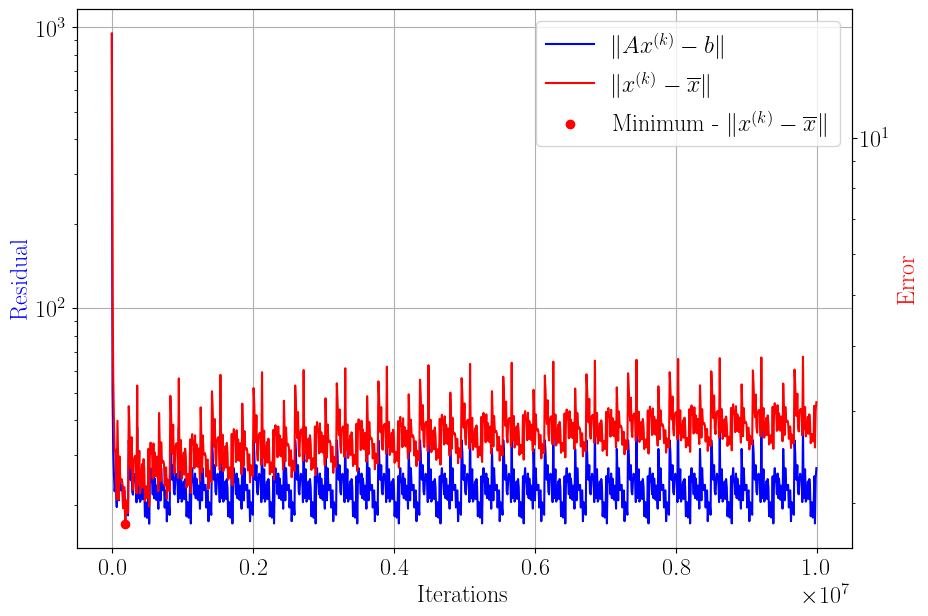 10³
10²
Residual
‖Ax⁽ᵏ⁾ − b‖
‖x⁽ᵏ⁾ − x̅‖
Minimum - ‖x⁽ᵏ⁾ − x̅‖
10¹
Error
0.0 0.2 0.4 0.6 0.8 1.0
Iterations
×10⁷